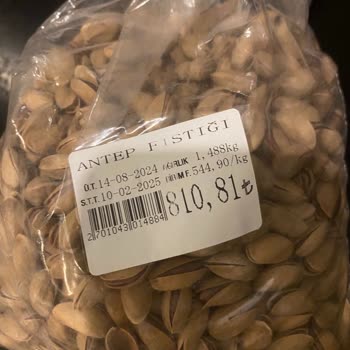 ANTEP FISTIĞI
Ü.T.14-08-2024 AĞIRLIK 1,488kg
S.T.T.10-02-2025 BİRİM F.544,90/kg
810,81₺
2701043014884